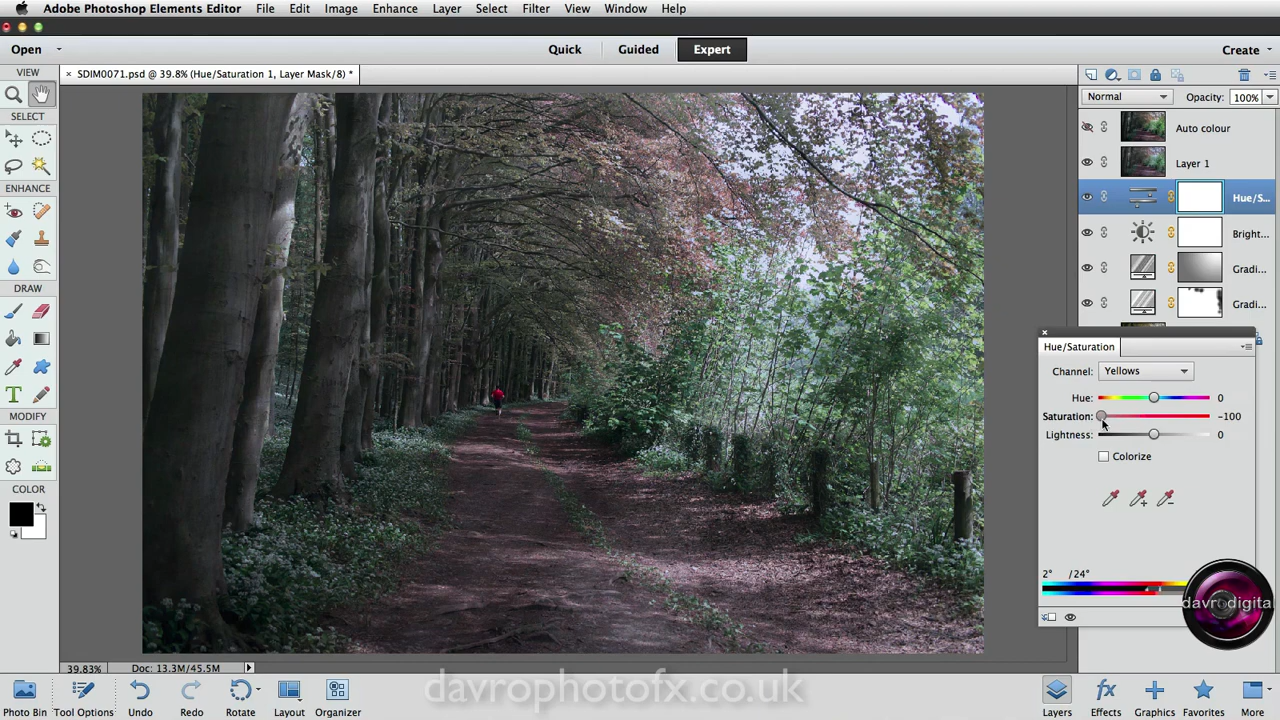 Adobe Photoshop Elements Editor File Edit Image Enhance Layer Select Filter View Window Help
Open Quick Guided Expert Create
VIEW
× SDIM0071.psd @ 39.8% (Hue/Saturation 1, Layer Mask/8) *
Normal Opacity: 100%
SELECT
Auto colour
Layer 1
ENHANCE
Hue/S...
Bright...
Gradi...
DRAW
Gradi...
Hue/Saturation
Channel: Yellows
Hue: 0
T
Saturation: -100
MODIFY
Lightness: 0
Colorize
COLOR
2° /24°
davrodigital
39.83% Doc: 13.3M/45.5M
davrophotofx.co.uk
Photo Bin Tool Options Undo Redo Rotate Layout Organizer Layers Effects Graphics Favorites More